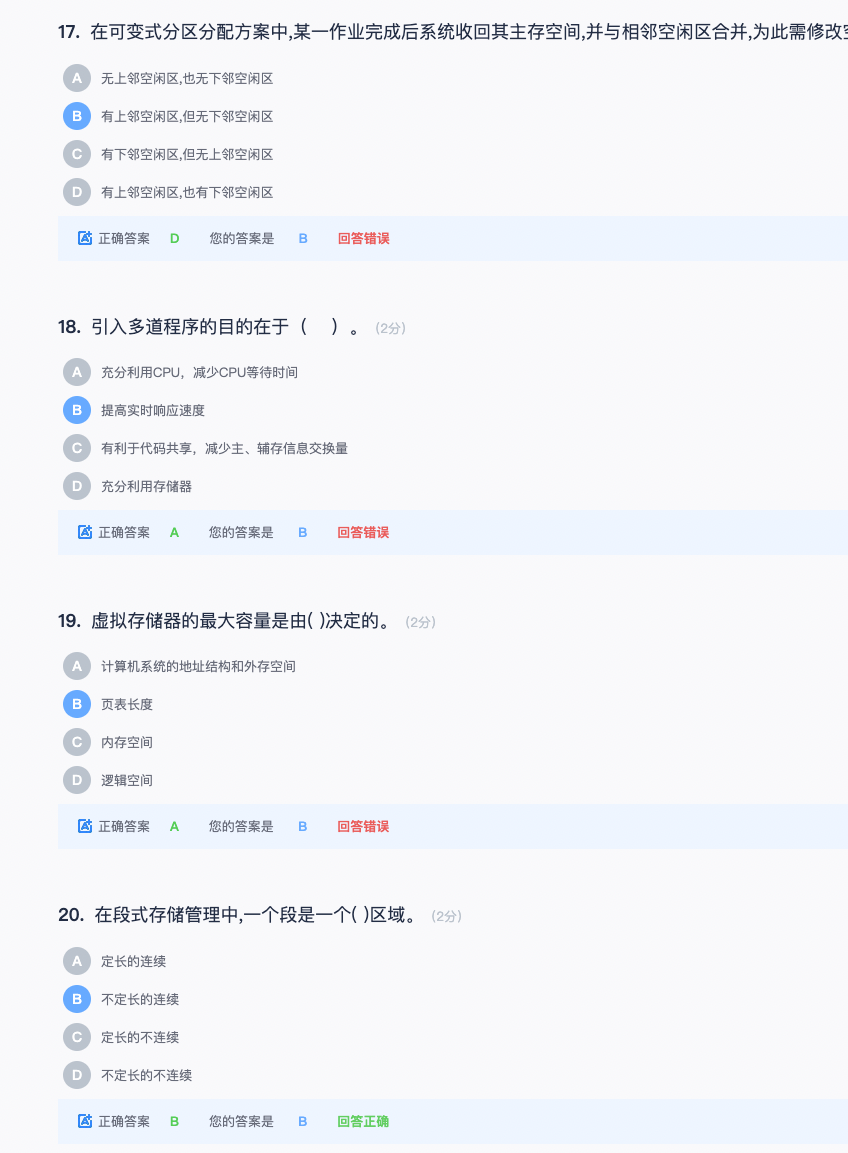 17. 在可变式分区分配方案中,某一作业完成后系统收回其主存空间,并与相邻空闲区合并,为此需修改
A 无上邻空闲区,也无下邻空闲区
B 有上邻空闲区,但无下邻空闲区
C 有下邻空闲区,但无上邻空闲区
D 有上邻空闲区,也有下邻空闲区
正确答案 D 您的答案是 B 回答错误
18. 引入多道程序的目的在于（ ）。 (2分)
A 充分利用CPU，减少CPU等待时间
B 提高实时响应速度
C 有利于代码共享，减少主、辅存信息交换量
D 充分利用存储器
正确答案 A 您的答案是 B 回答错误
19. 虚拟存储器的最大容量是由( )决定的。 (2分)
A 计算机系统的地址结构和外存空间
B 页表长度
C 内存空间
D 逻辑空间
正确答案 A 您的答案是 B 回答错误
20. 在段式存储管理中,一个段是一个( )区域。 (2分)
A 定长的连续
B 不定长的连续
C 定长的不连续
D 不定长的不连续
正确答案 B 您的答案是 B 回答正确